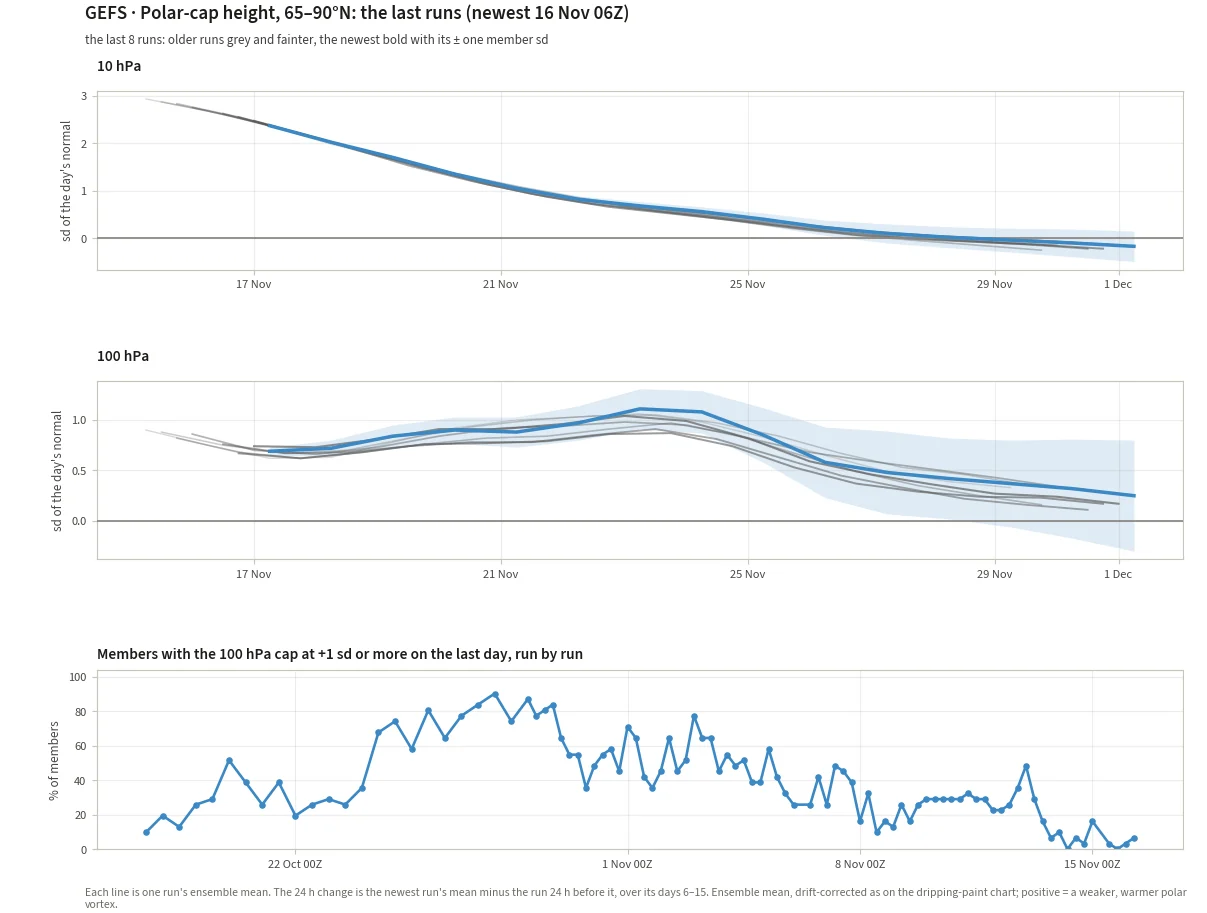 GEFS · Polar-cap height, 65–90°N: the last runs (newest 16 Nov 06Z)
the last 8 runs: older runs grey and fainter, the newest bold with its ± one member sd
10 hPa
3
2
1
0
sd of the day's normal
17 Nov 21 Nov 25 Nov 29 Nov 1 Dec
100 hPa
1.0
0.5
0.0
sd of the day's normal
17 Nov 21 Nov 25 Nov 29 Nov 1 Dec
Members with the 100 hPa cap at +1 sd or more on the last day, run by run
100
80
60
40
20
0
% of members
22 Oct 00Z 1 Nov 00Z 8 Nov 00Z 15 Nov 00Z
Each line is one run's ensemble mean. The 24 h change is the newest run's mean minus the run 24 h before it, over its days 6–15. Ensemble mean, drift-corrected as on the dripping-paint chart; positive = a weaker, warmer polar
vortex.